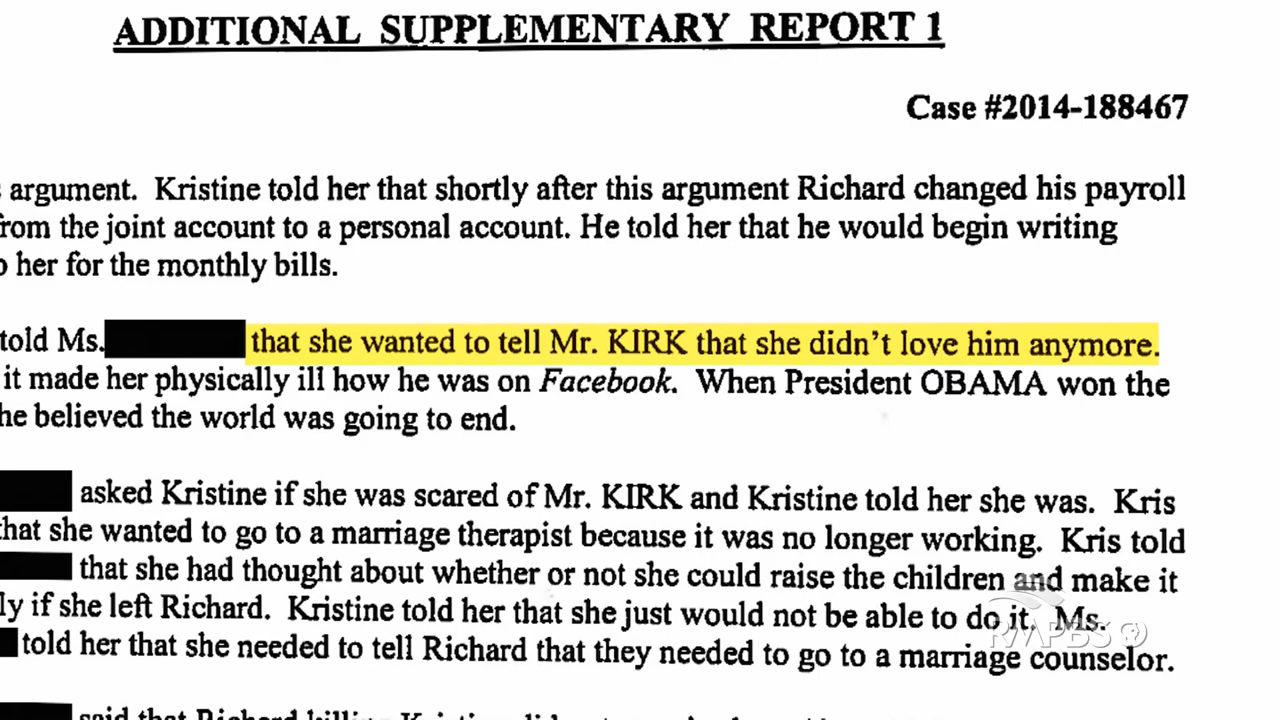 ADDITIONAL SUPPLEMENTARY REPORT 1
Case #2014-188467
argument. Kristine told her that shortly after this argument Richard changed his payroll
from the joint account to a personal account. He told her that he would begin writing
her for the monthly bills.
told Ms. that she wanted to tell Mr. KIRK that she didn't love him anymore.
it made her physically ill how he was on Facebook. When President OBAMA won the
he believed the world was going to end.
asked Kristine if she was scared of Mr. KIRK and Kristine told her she was. Kris
that she wanted to go to a marriage therapist because it was no longer working. Kris told
that she had thought about whether or not she could raise the children and make it
ly if she left Richard. Kristine told her that she just would not be able to do it. Ms.
RMPBS
told her that she needed to tell Richard that they needed to go to a marriage counselor.
said that Richard killing Kristine